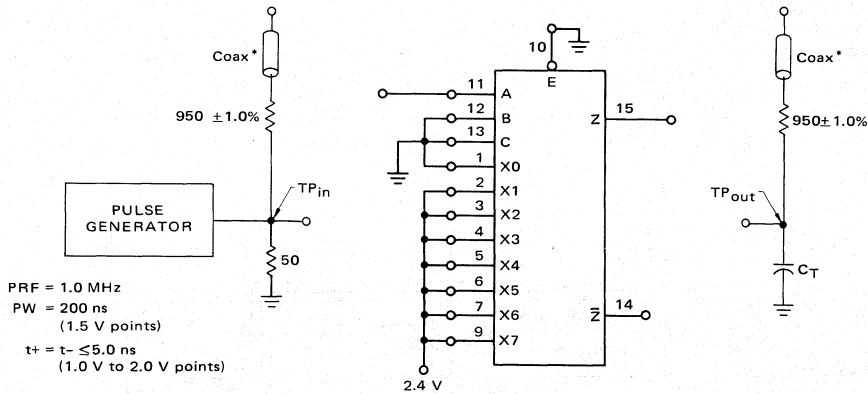 Coax*
950 ±1.0%
TPin
PULSE
GENERATOR
50
PRF = 1.0 MHz
PW = 200 ns
(1.5 V points)
t+ = t− ≤5.0 ns
(1.0 V to 2.0 V points)
10
E
11 A
12 B
13 C
1 X0
2 X1
3 X2
4 X3
5 X4
6 X5
7 X6
9 X7
2.4 V
Z 15
Z̅ 14
Coax*
950±1.0%
TPout
CT